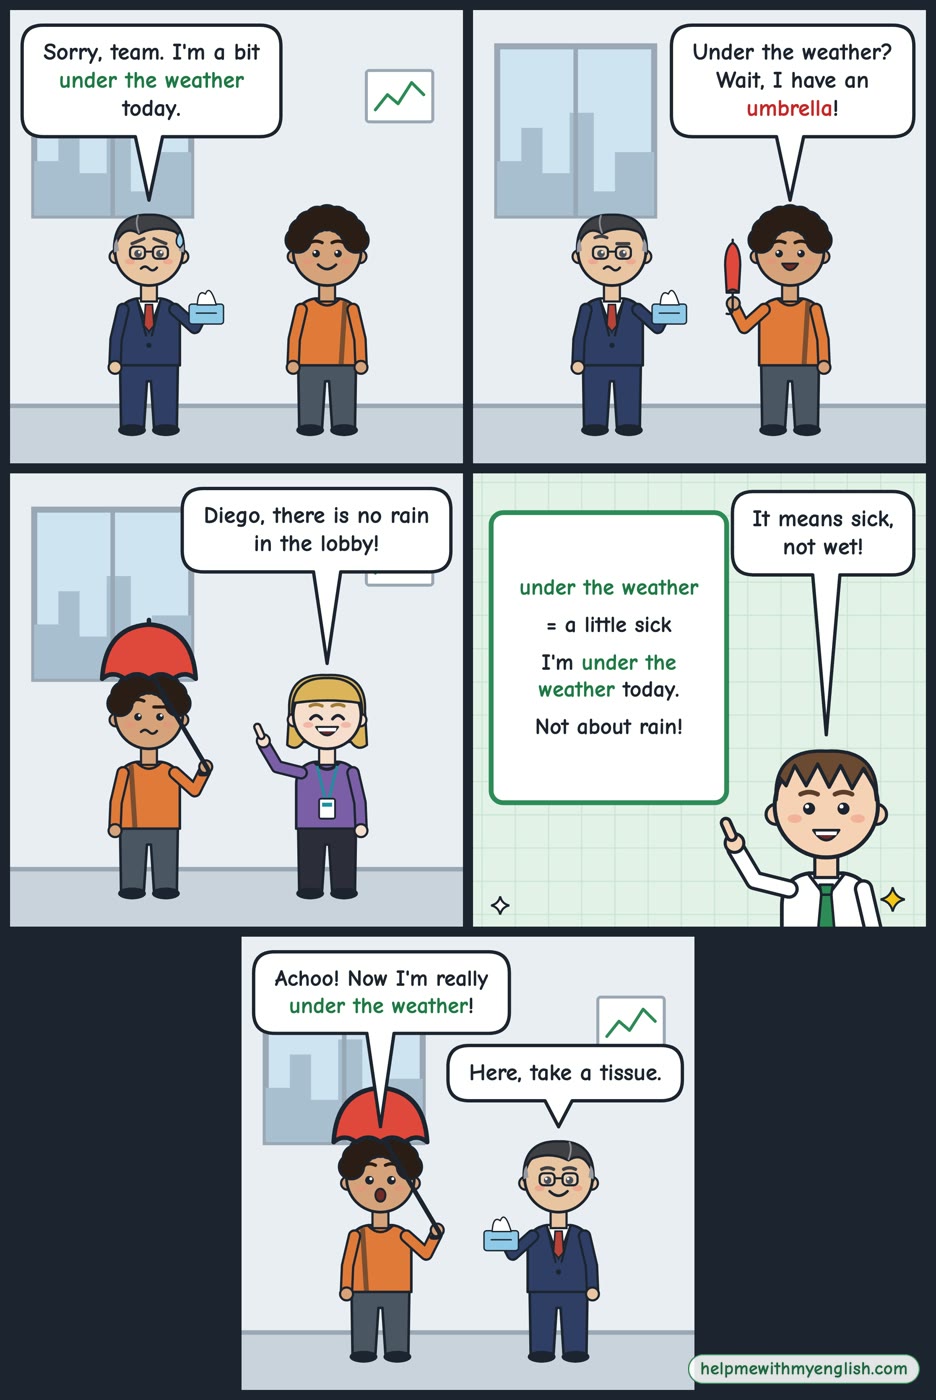 Sorry, team. I'm a bit
under the weather
today.
Under the weather?
Wait, I have an
umbrella!
Diego, there is no rain
in the lobby!
It means sick,
not wet!
under the weather
= a little sick
I'm under the
weather today.
Not about rain!
Achoo! Now I'm really
under the weather!
Here, take a tissue.
helpmewithmyenglish.com